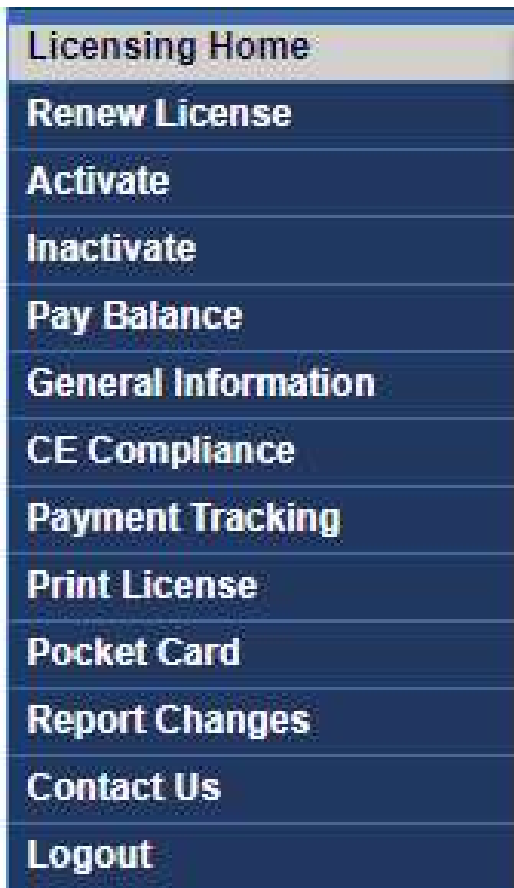 Licensing Home
Renew License
Activate
Inactivate
Pay Balance
General Information
CE Compliance
Payment Tracking
Print License
Pocket Card
Report Changes
Contact Us
Logout